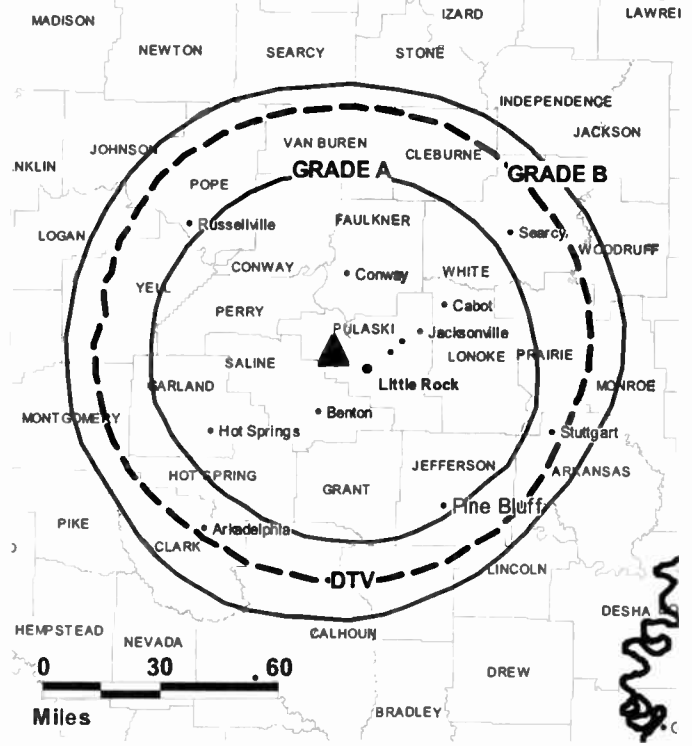 IZARD
LAWREI
MADISON
NEWTON
SEARCY
STONE
INDEPENDENCE
JACKSON
JOHNSON
VAN BUREN
CLEBURNE
NKLIN
GRADE A
GRADE B
POPE
Russellville
FAULKNER
Searcy
LOGAN
WOODRUFF
CONWAY
Conway
WHITE
YELL
PERRY
Cabot
PULASKI
Jacksonville
SALINE
LONOKE
PRAIRIE
GARLAND
Little Rock
MONROE
MONTGOMERY
Benton
Hot Springs
Stuttgart
HOT SPRING
JEFFERSON
ARKANSAS
GRANT
Pine Bluff
PIKE
Arkadelphia
CLARK
DTV
LINCOLN
DESHA
HEMPSTEAD
NEVADA
CALHOUN
0 30 60
DREW
Miles
BRADLEY